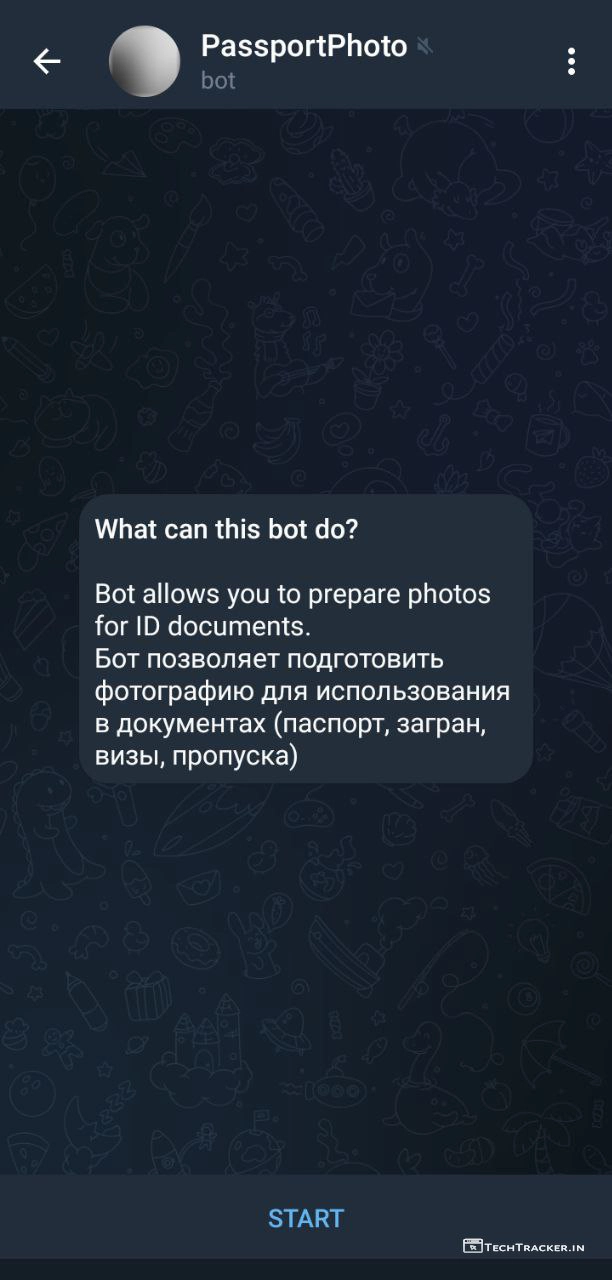 PassportPhoto
bot
What can this bot do?
Bot allows you to prepare photos
for ID documents.
Бот позволяет подготовить
фотографию для использования
в документах (паспорт, загран,
визы, пропуска)
START
TECHTRACKER.IN